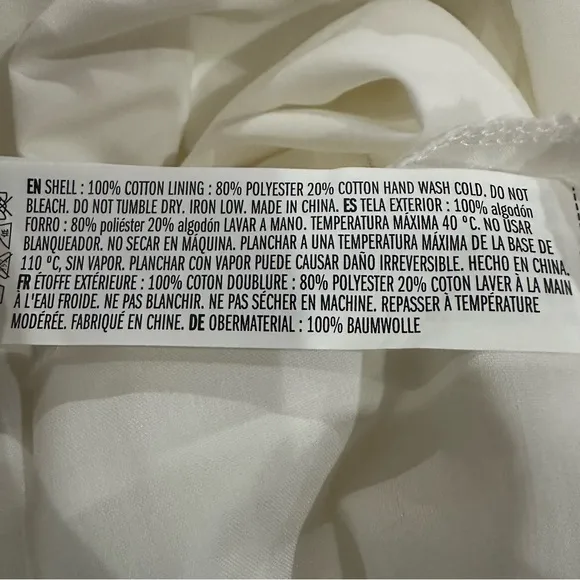 EN SHELL : 100% COTTON LINING : 80% POLYESTER 20% COTTON HAND WASH COLD. DO NOT
BLEACH. DO NOT TUMBLE DRY. IRON LOW. MADE IN CHINA. ES TELA EXTERIOR : 100% algodón
FORRO : 80% poliéster 20% algodón LAVAR A MANO. TEMPERATURA MÁXIMA 40 ºC. NO USAR
BLANQUEADOR. NO SECAR EN MÁQUINA. PLANCHAR A UNA TEMPERATURA MÁXIMA DE LA BASE DE
110 ºC, SIN VAPOR. PLANCHAR CON VAPOR PUEDE CAUSAR DAÑO IRREVERSIBLE. HECHO EN CHINA.
FR ÉTOFFE EXTÉRIEURE : 100% COTON DOUBLURE : 80% POLYESTER 20% COTON LAVER À LA MAIN
À L'EAU FROIDE. NE PAS BLANCHIR. NE PAS SÉCHER EN MACHINE. REPASSER À TEMPÉRATURE
MODÉRÉE. FABRIQUÉ EN CHINE. DE OBERMATERIAL : 100% BAUMWOLLE